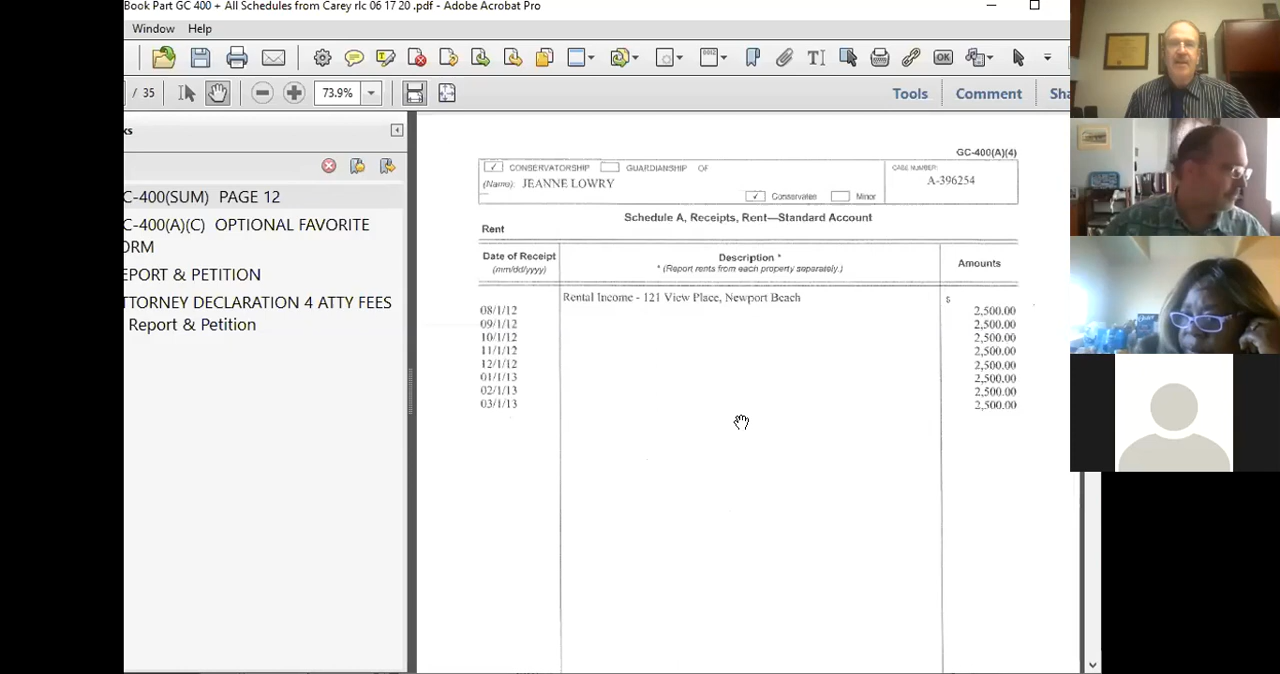 Book Part GC 400 + All Schedules from Carey rlc 06 17 20 .pdf - Adobe Acrobat Pro
Window Help
/ 35 73.9% Tools Comment Sha
ks
C-400(SUM) PAGE 12
C-400(A)(C) OPTIONAL FAVORITE
ORM
EPORT & PETITION
TTORNEY DECLARATION 4 ATTY FEES
Report & Petition
GC-400(A)(4)
✓ CONSERVATORSHIP GUARDIANSHIP OF
(Name): JEANNE LOWRY
✓ Conservatee Minor
CASE NUMBER:
A-396254
Schedule A, Receipts, Rent—Standard Account
Rent
Date of Receipt
(mm/dd/yyyy)
Description *
* (Report rents from each property separately.)
Amounts
Rental Income - 121 View Place, Newport Beach $
08/1/12 2,500.00
09/1/12 2,500.00
10/1/12 2,500.00
11/1/12 2,500.00
12/1/12 2,500.00
01/1/13 2,500.00
02/1/13 2,500.00
03/1/13 2,500.00